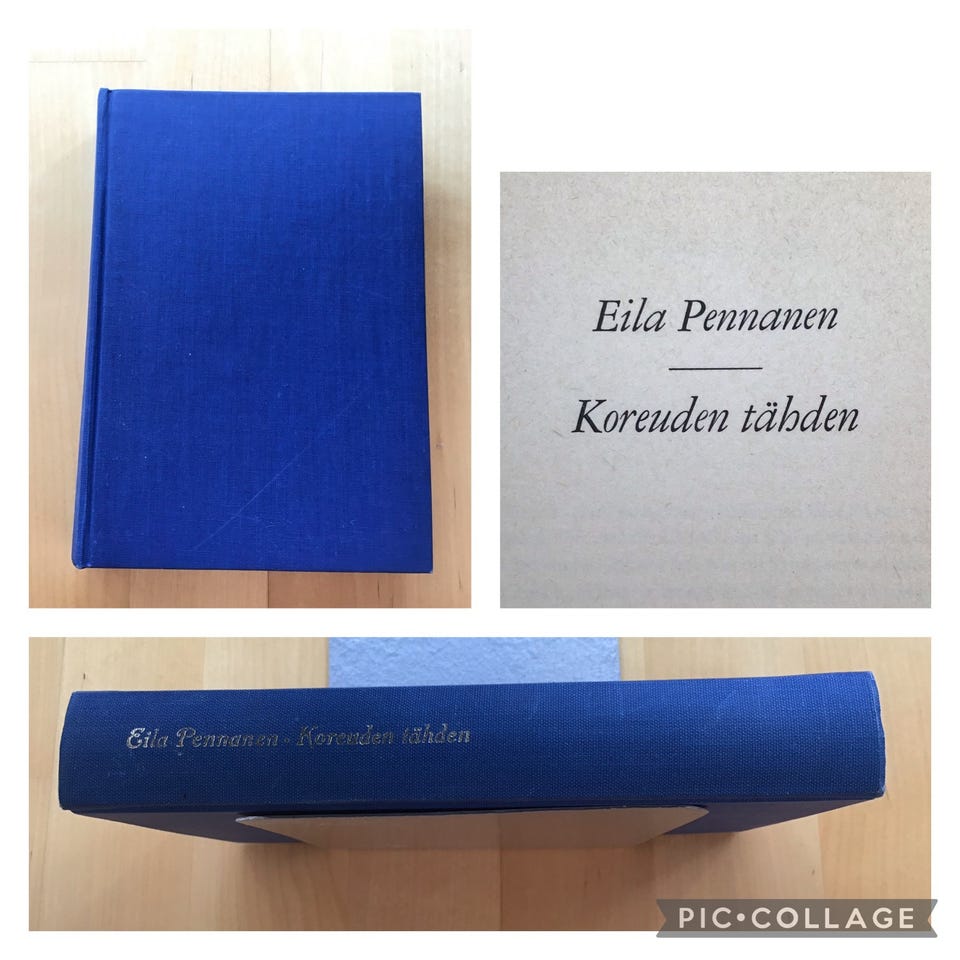 Eila Pennanen
Koreuden tähden
Eila Pennanen · Koreuden tähden
PIC•COLLAGE